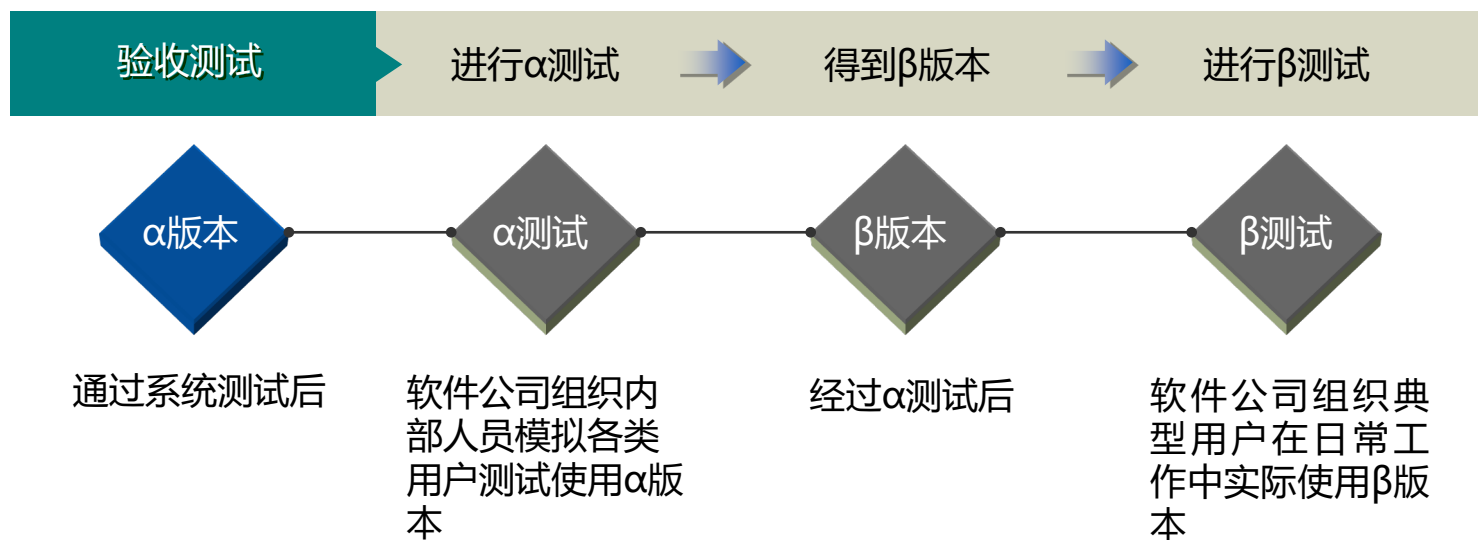 验收测试
进行α测试
得到β版本
进行β测试
α版本
α测试
β版本
β测试
通过系统测试后
软件公司组织内
部人员模拟各类
用户测试使用α版
本
经过α测试后
软件公司组织典
型用户在日常工
作中实际使用β版
本